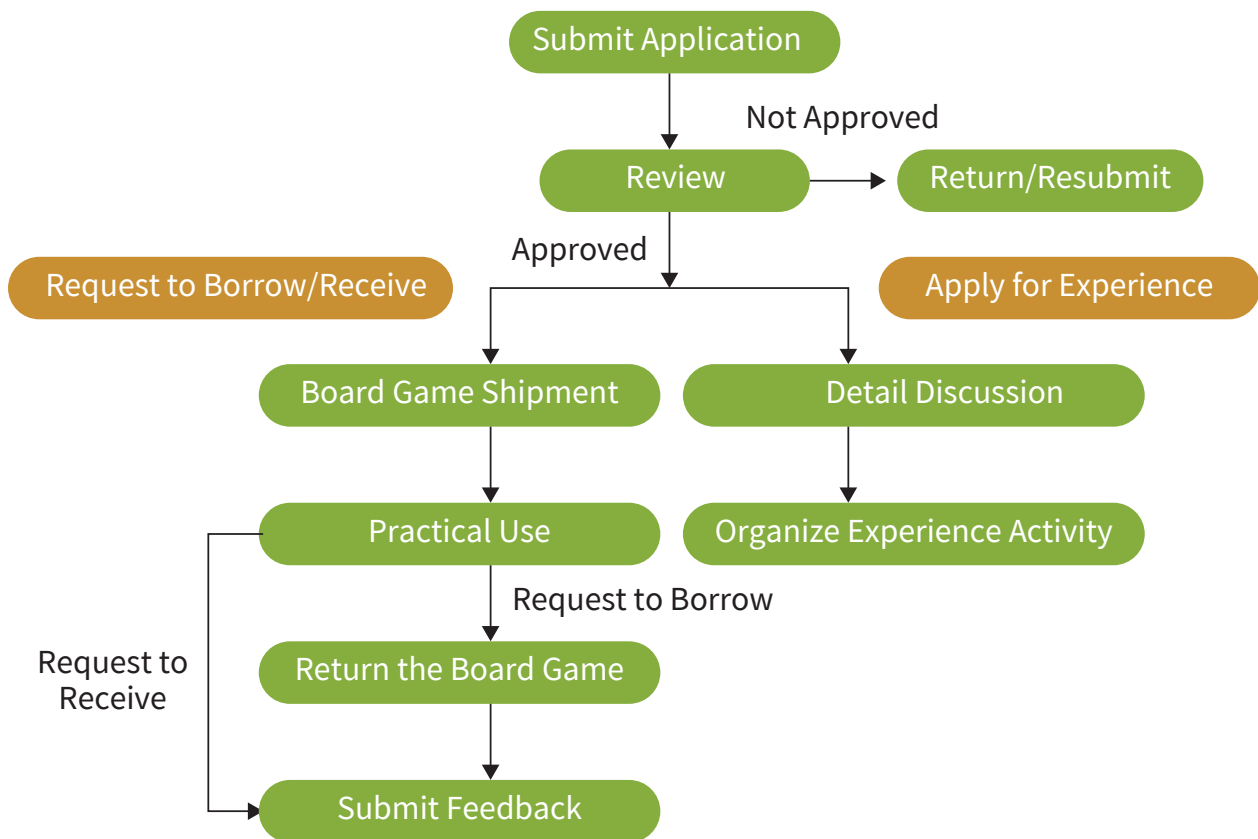 Submit Application
Not Approved
Review
Return/Resubmit
Approved
Request to Borrow/Receive
Apply for Experience
Board Game Shipment
Detail Discussion
Practical Use
Organize Experience Activity
Request to Borrow
Request to
Receive
Return the Board Game
Submit Feedback